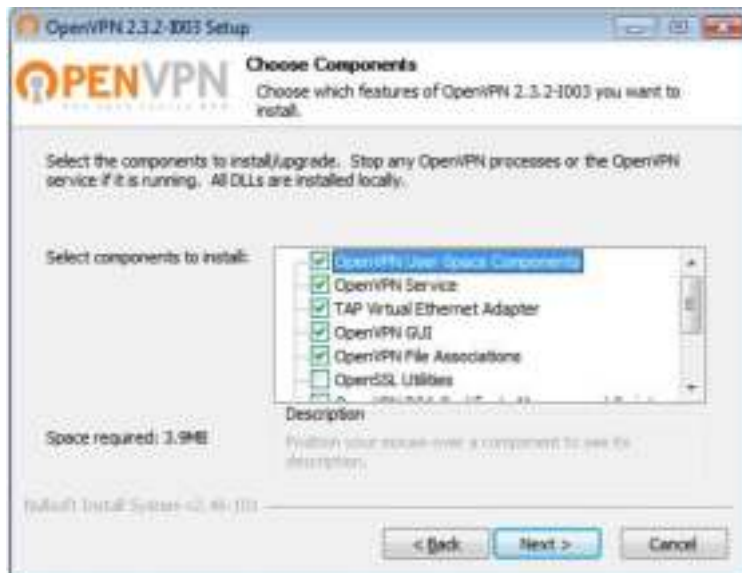 OpenVPN 2.3.2-I003 Setup
OPENVPN
Choose Components
Choose which features of OpenVPN 2.3.2-I003 you want to
install.
Select the components to install/upgrade. Stop any OpenVPN processes or the OpenVPN
service if it is running. All DLLs are installed locally.
Select components to install:
OpenVPN User Space Components
OpenVPN Service
TAP Virtual Ethernet Adapter
OpenVPN GUI
OpenVPN File Associations
OpenSSL Utilities
Description
Space required: 3.9MB
Position your mouse over a component to see its
description.
Nullsoft Install System
< Back
Next >
Cancel